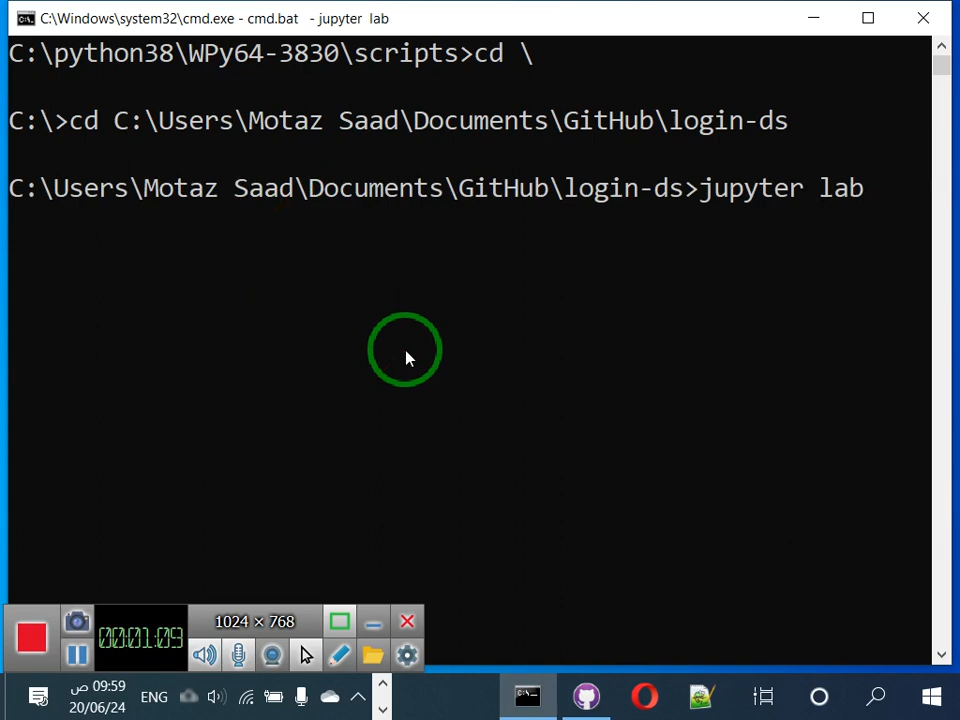 C:\Windows\system32\cmd.exe - cmd.bat - jupyter lab
C:\python38\WPy64-3830\scripts>cd \
C:\>cd C:\Users\Motaz Saad\Documents\GitHub\login-ds
C:\Users\Motaz Saad\Documents\GitHub\login-ds>jupyter lab
1024 × 768
00:01:09
09:59 ص
ENG
20/06/24